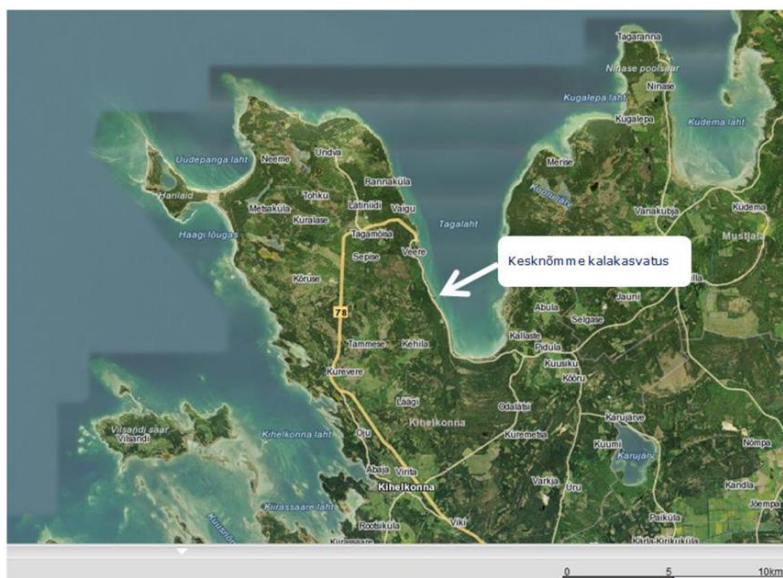 Tagaranna
Ninase poolsaar
Ninase
Kugalepa laht
Kugalepa
Küdema laht
Undva
Merise
Uudepanga laht
Neeme
Rannaküla
Harilaid
Tohku
Metsaküla
Kuralase
Latiniidi
Vaigu
Vanakubja
Küdema
Haagi lõugas
Tagalaht
Tagamõisa
Mustjala
Sepise
Veere
Kesknõmme kalakasvatus
Kõruse
Jauni
Abula
Selgase
78
Kallaste
Pidula
Tammese
Kehila
Kuusiku
Kõõru
Kurevere
Läägi
Odalätsi
Karujärve
Vilsandi saar
Vilsandi
Kihelkonna
Kihelkonna laht
Oju
Kuremetsa
Kuumi
Nõmpa
Karujärv
Abaja
Virita
Varkja
Uru
Kandla
Kihelkonna
Jõempa
Kiirassaare laht
Rootsiküla
Viki
Paiküla
Kärla-Kirikuküla
0 5 10km